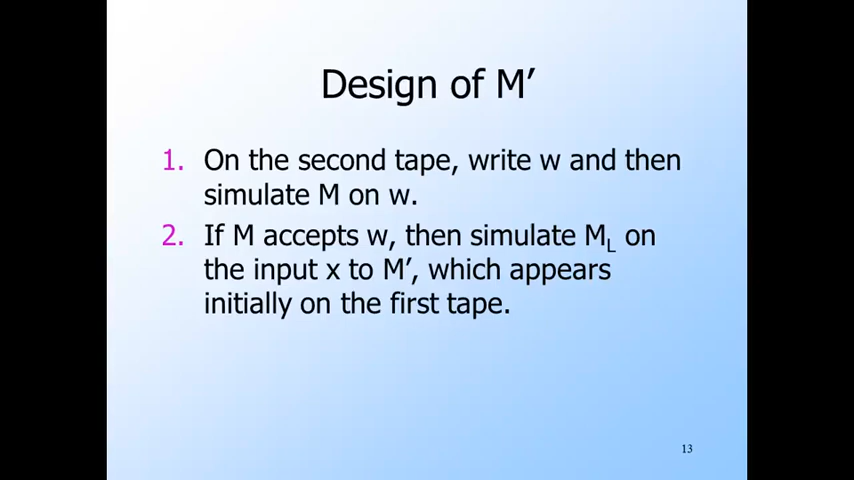 Design of M′
1. On the second tape, write w and then
simulate M on w.
2. If M accepts w, then simulate M_L on
the input x to M′, which appears
initially on the first tape.
13